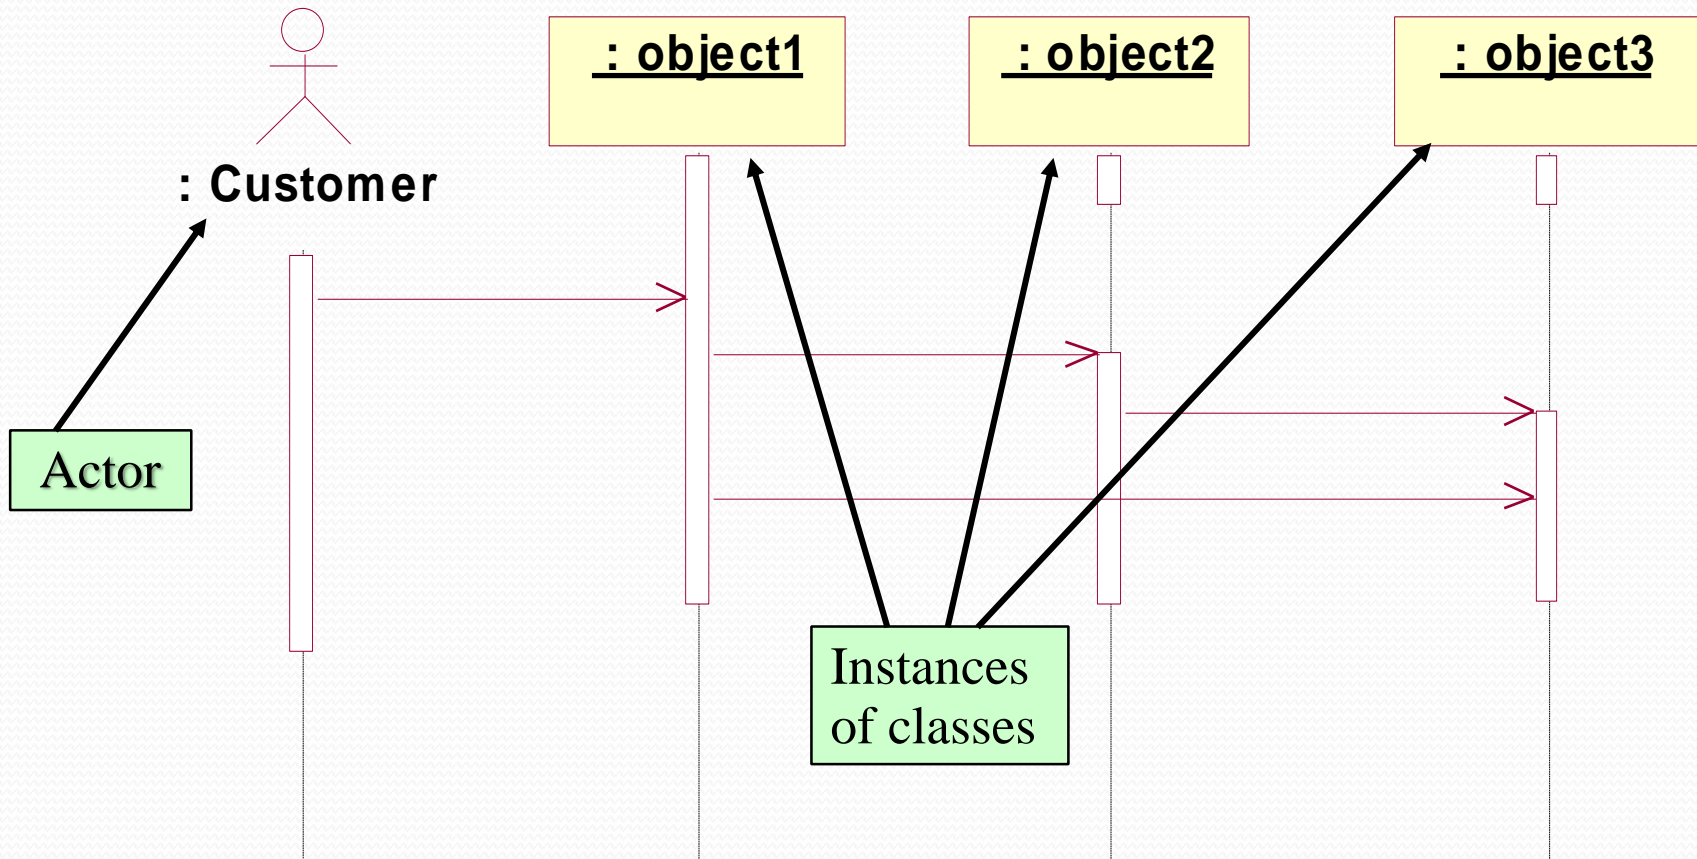 : object1
: object2
: object3
: Customer
Actor
Instances
of classes